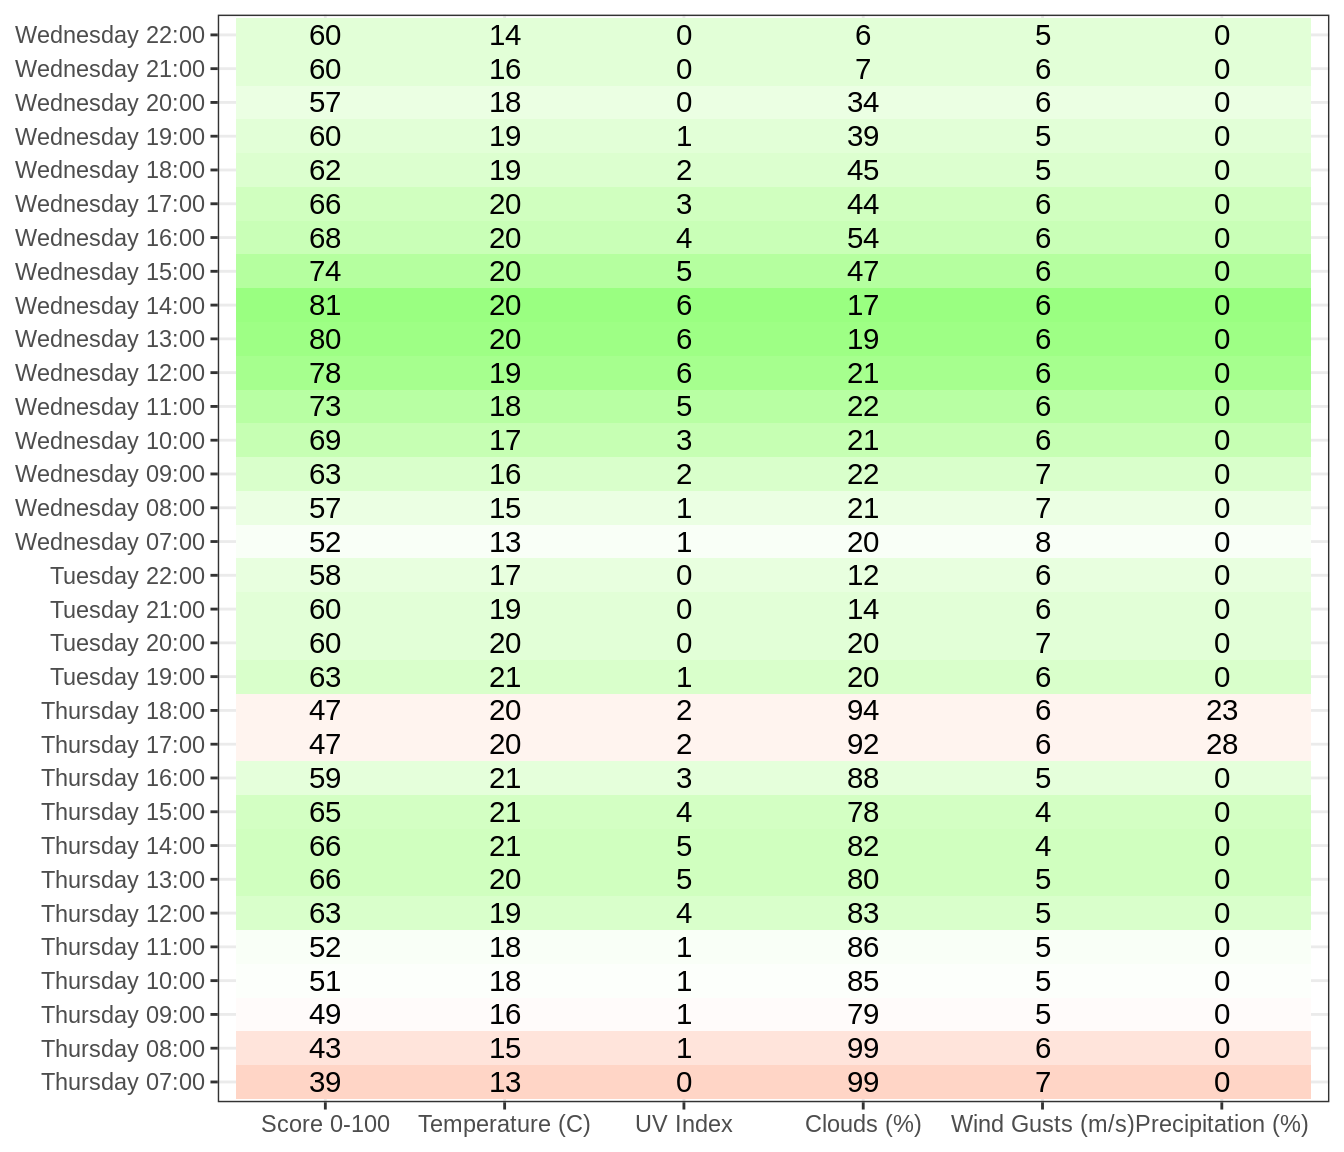 Wednesday 22:00 60 14 0 6 5 0
Wednesday 21:00 60 16 0 7 6 0
Wednesday 20:00 57 18 0 34 6 0
Wednesday 19:00 60 19 1 39 5 0
Wednesday 18:00 62 19 2 45 5 0
Wednesday 17:00 66 20 3 44 6 0
Wednesday 16:00 68 20 4 54 6 0
Wednesday 15:00 74 20 5 47 6 0
Wednesday 14:00 81 20 6 17 6 0
Wednesday 13:00 80 20 6 19 6 0
Wednesday 12:00 78 19 6 21 6 0
Wednesday 11:00 73 18 5 22 6 0
Wednesday 10:00 69 17 3 21 6 0
Wednesday 09:00 63 16 2 22 7 0
Wednesday 08:00 57 15 1 21 7 0
Wednesday 07:00 52 13 1 20 8 0
Tuesday 22:00 58 17 0 12 6 0
Tuesday 21:00 60 19 0 14 6 0
Tuesday 20:00 60 20 0 20 7 0
Tuesday 19:00 63 21 1 20 6 0
Thursday 18:00 47 20 2 94 6 23
Thursday 17:00 47 20 2 92 6 28
Thursday 16:00 59 21 3 88 5 0
Thursday 15:00 65 21 4 78 4 0
Thursday 14:00 66 21 5 82 4 0
Thursday 13:00 66 20 5 80 5 0
Thursday 12:00 63 19 4 83 5 0
Thursday 11:00 52 18 1 86 5 0
Thursday 10:00 51 18 1 85 5 0
Thursday 09:00 49 16 1 79 5 0
Thursday 08:00 43 15 1 99 6 0
Thursday 07:00 39 13 0 99 7 0
Score 0-100 Temperature (C) UV Index Clouds (%) Wind Gusts (m/s) Precipitation (%)